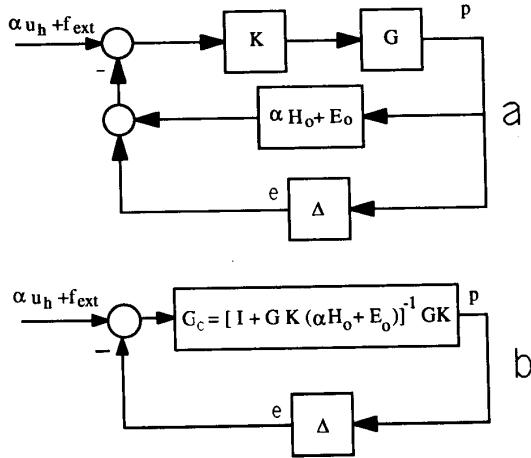 α u_h + f_ext
K
G
p
−
α H_o + E_o
a
e
Δ
α u_h + f_ext
G_c = [ I + G K (αH_o + E_o)]^-1 GK
p
−
b
e
Δ